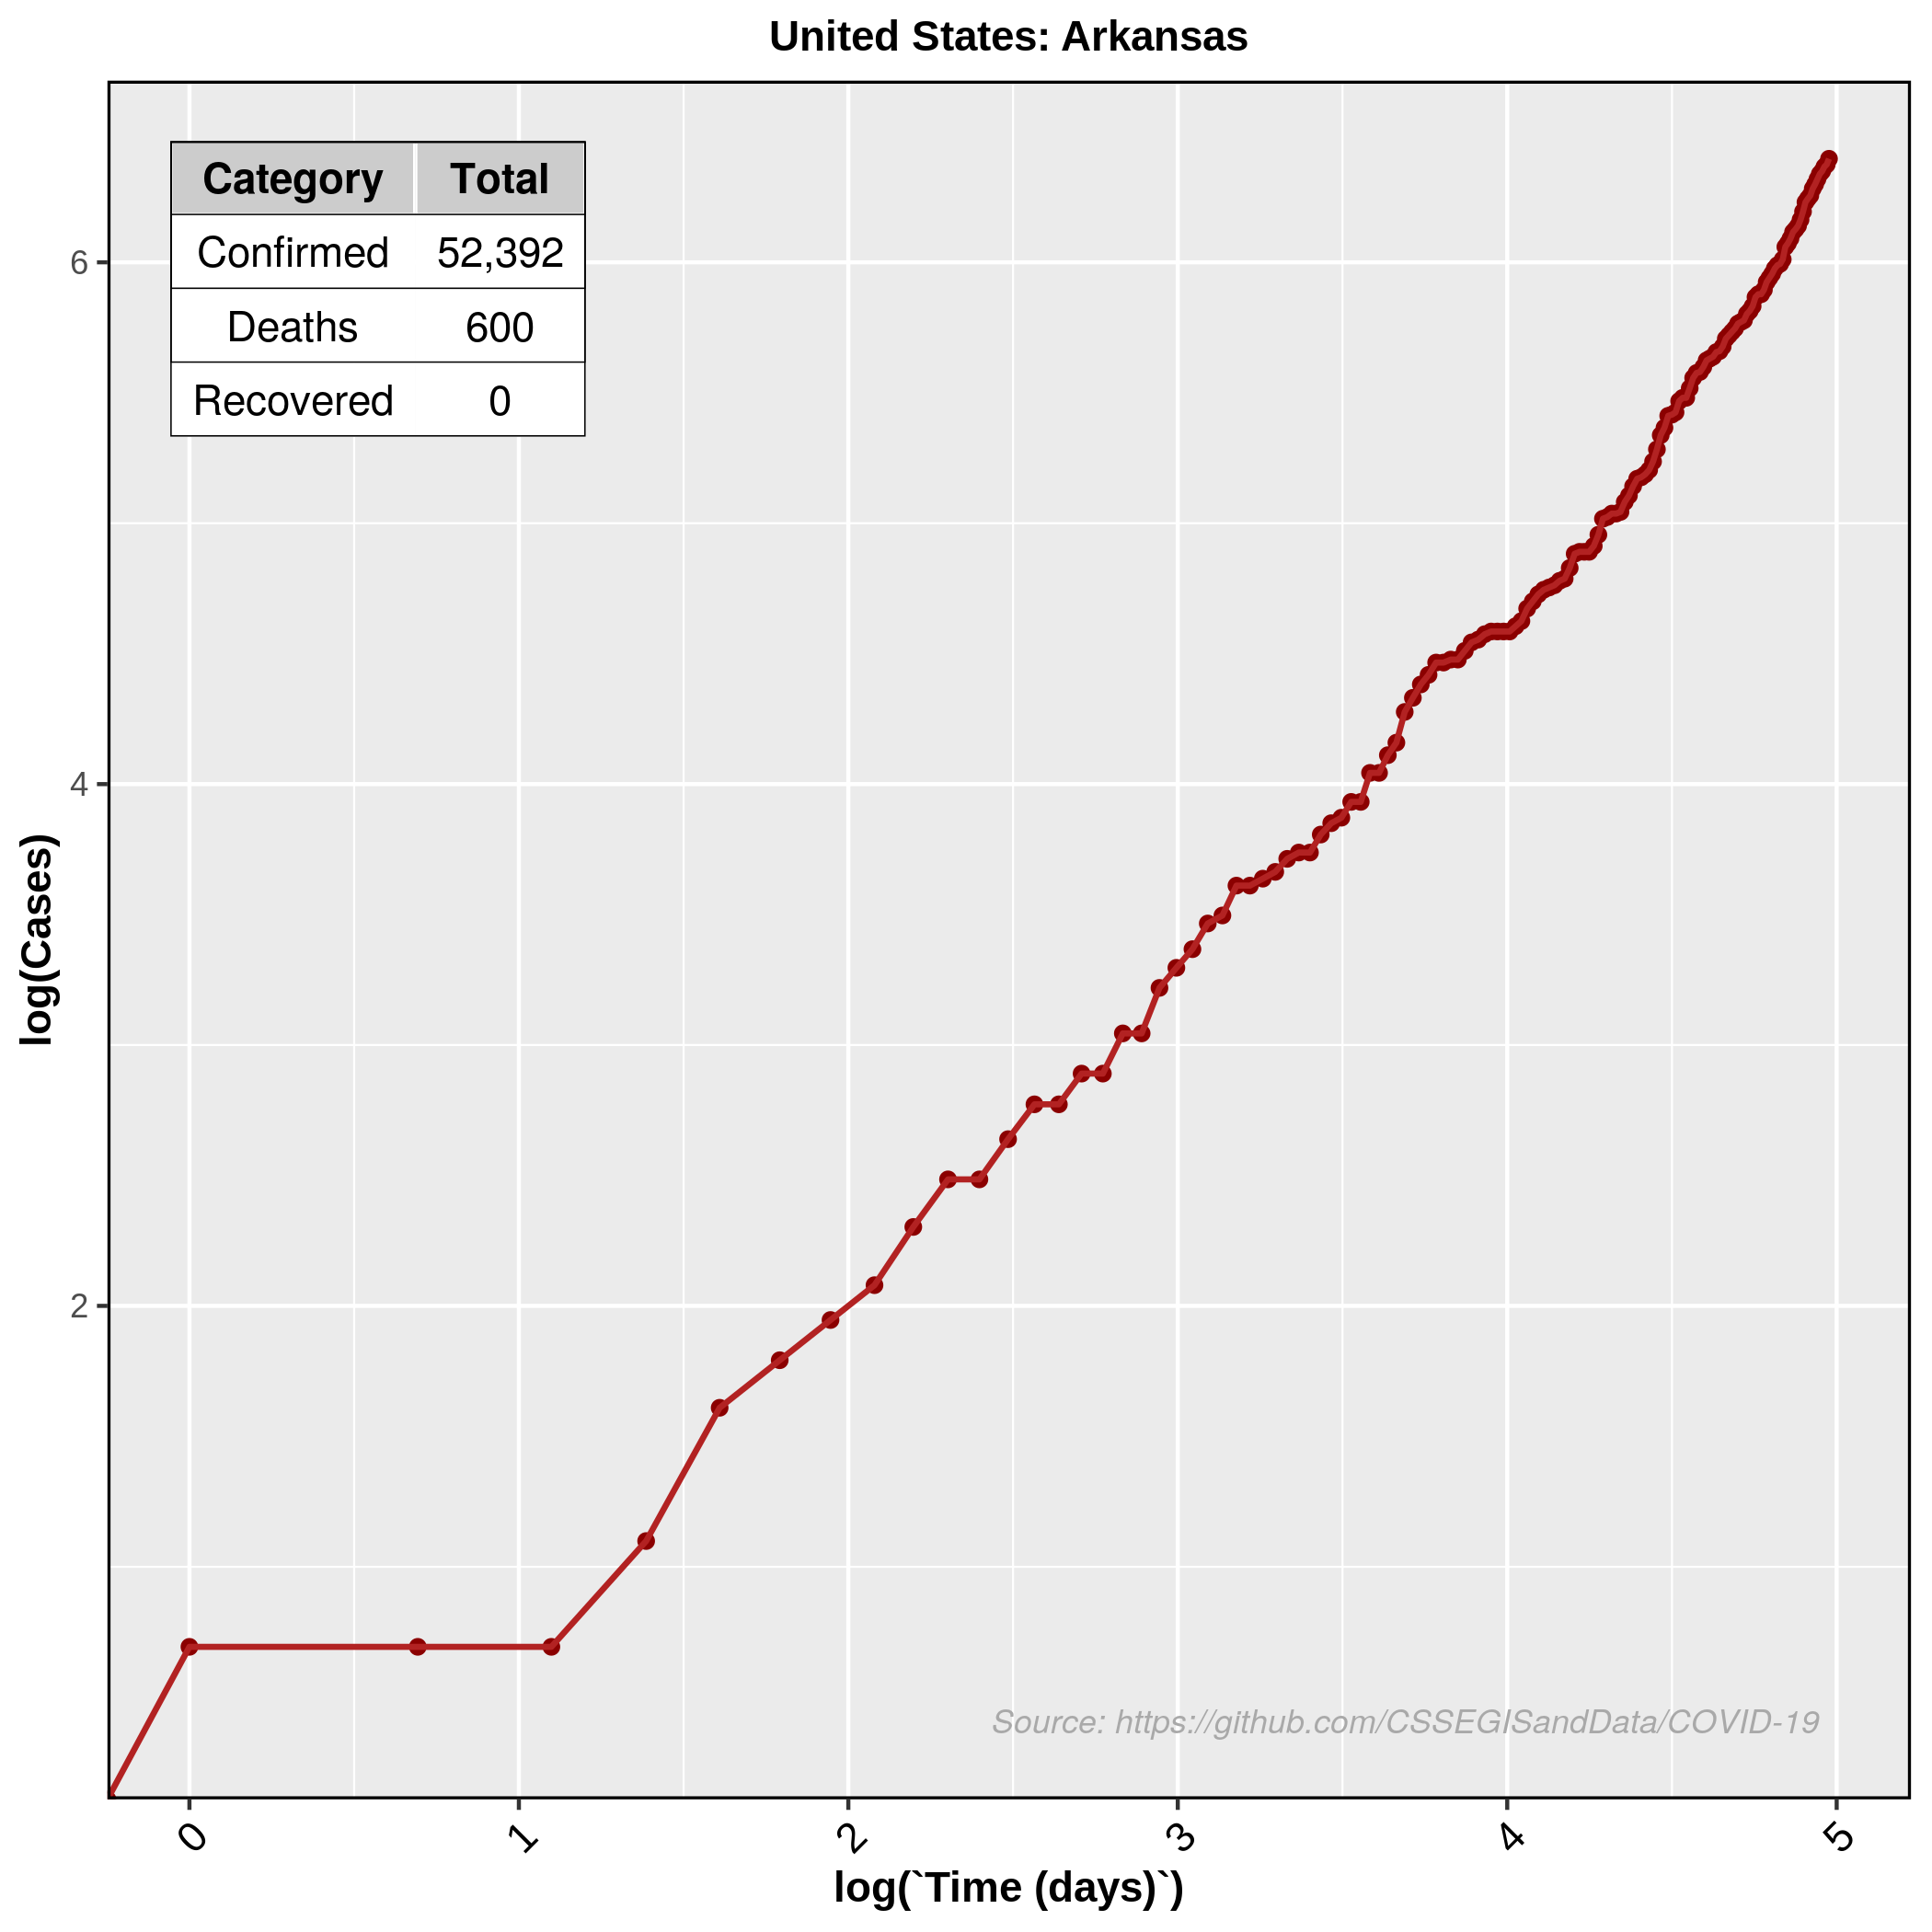 United States: Arkansas
Category Total
Confirmed 52,392
Deaths 600
Recovered 0
6
4
2
log(Cases)
Source: https://github.com/CSSEGISandData/COVID-19
0 1 2 3 4 5
log(`Time (days)`)